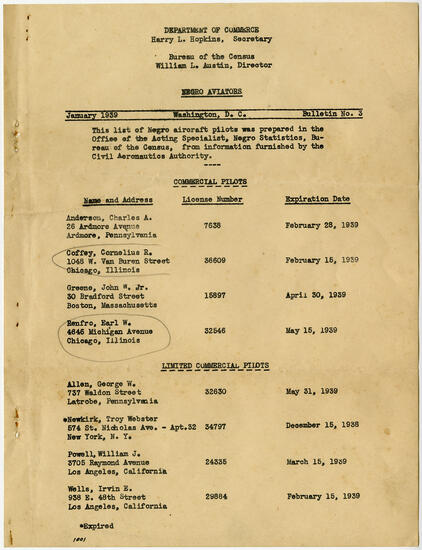 DEPARTMENT OF COMMERCE
Harry L. Hopkins, Secretary
Bureau of the Census
William L. Austin, Director
NEGRO AVIATORS
January 1939 Washington, D. C. Bulletin No. 3
This list of Negro aircraft pilots was prepared in the
Office of the Acting Specialist, Negro Statistics, Bu-
reau of the Census, from information furnished by the
Civil Aeronautics Authority.
----
COMMERCIAL PILOTS
Name and Address License Number Expiration Date
Anderson, Charles A.
26 Ardmore Avenue 7638 February 28, 1939
Ardmore, Pennsylvania
Coffey, Cornelius R.
1045 W. Van Buren Street 36609 February 15, 1939
Chicago, Illinois
Greene, John W. Jr.
30 Bradford Street 15897 April 30, 1939
Boston, Massachusetts
Renfro, Earl W.
4646 Michigan Avenue 32546 May 15, 1939
Chicago, Illinois
LIMITED COMMERCIAL PILOTS
Allen, George W.
737 Waldon Street 32630 May 31, 1939
Latrobe, Pennsylvania
*Newkirk, Troy Webster
574 St. Nicholas Ave. - Apt.32 34797 December 15, 1938
New York, N. Y.
Powell, William J.
3705 Raymond Avenue 24335 March 15, 1939
Los Angeles, California
Wells, Irvin E.
938 E. 48th Street 29884 February 15, 1939
Los Angeles, California
*Expired